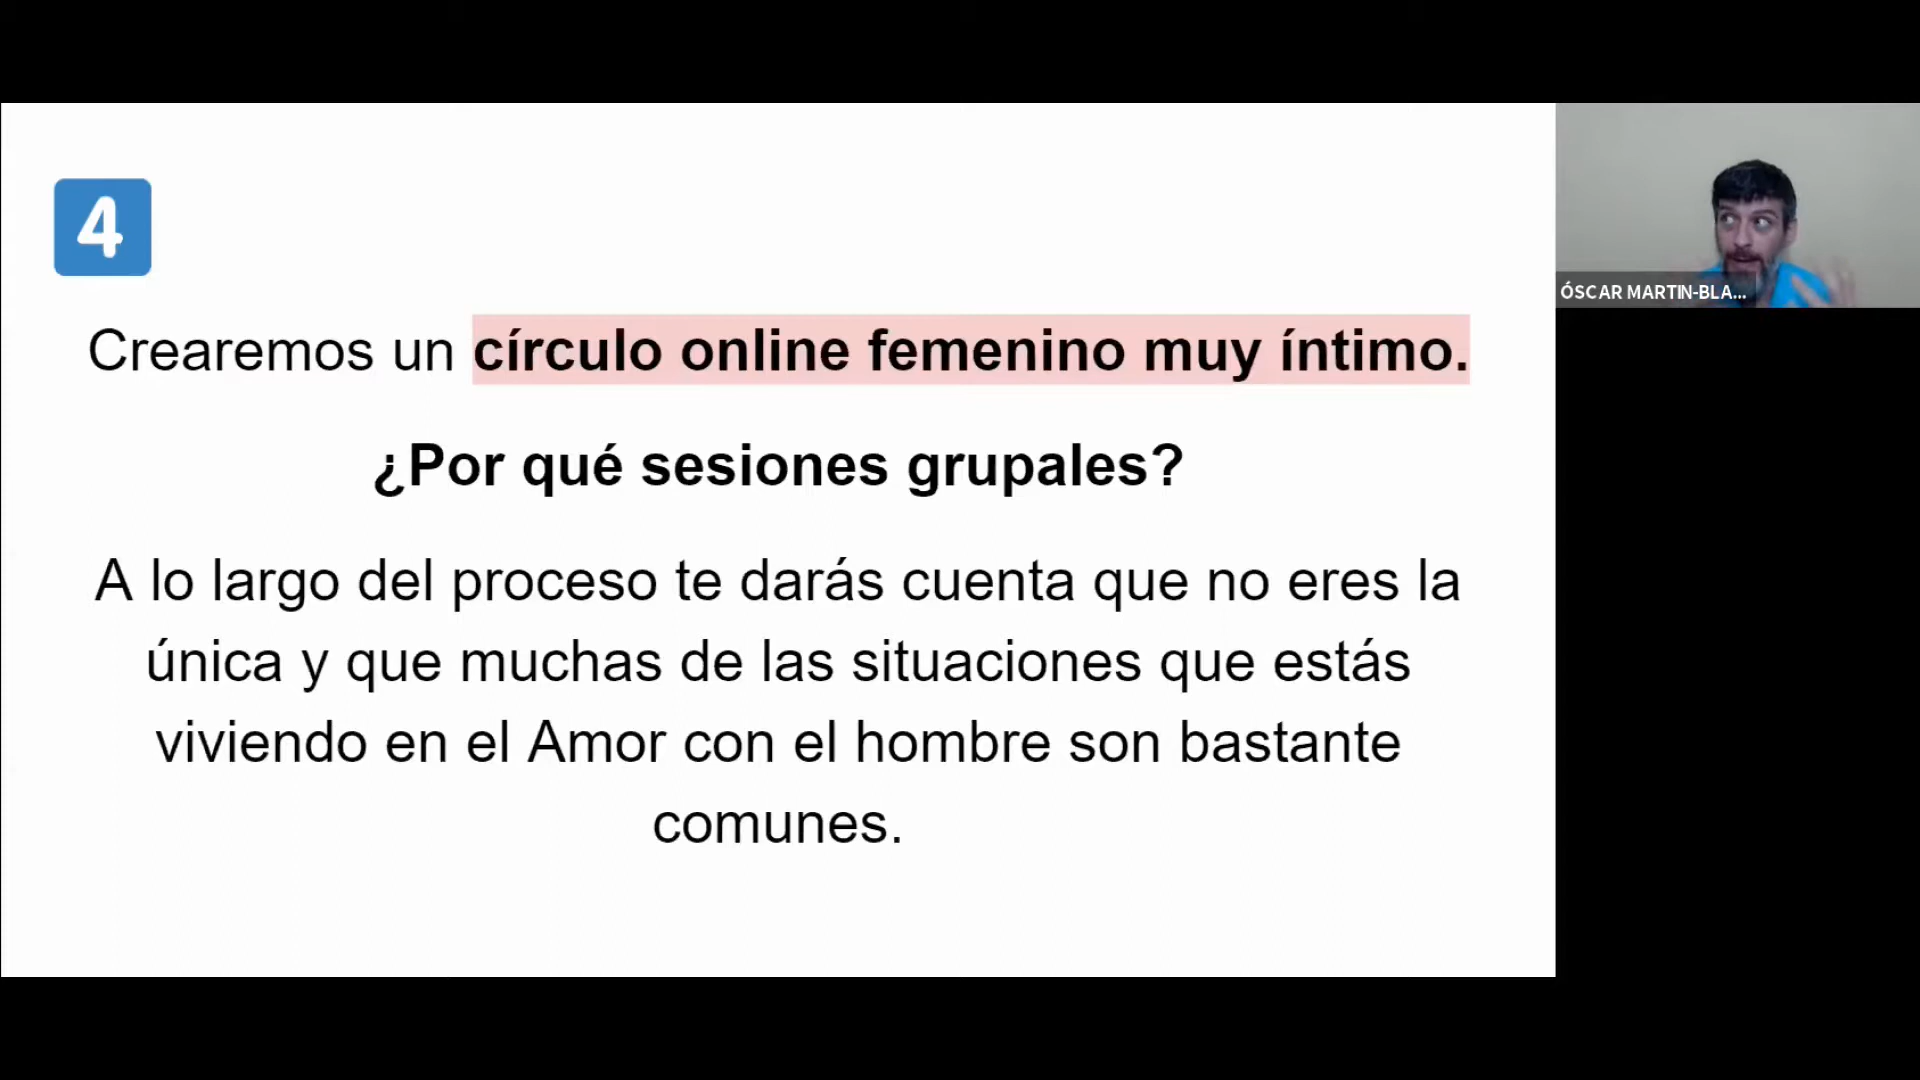 4
Crearemos un círculo online femenino muy íntimo.
¿Por qué sesiones grupales?
A lo largo del proceso te darás cuenta que no eres la
única y que muchas de las situaciones que estás
viviendo en el Amor con el hombre son bastante
comunes.
ÓSCAR MARTIN-BLA...